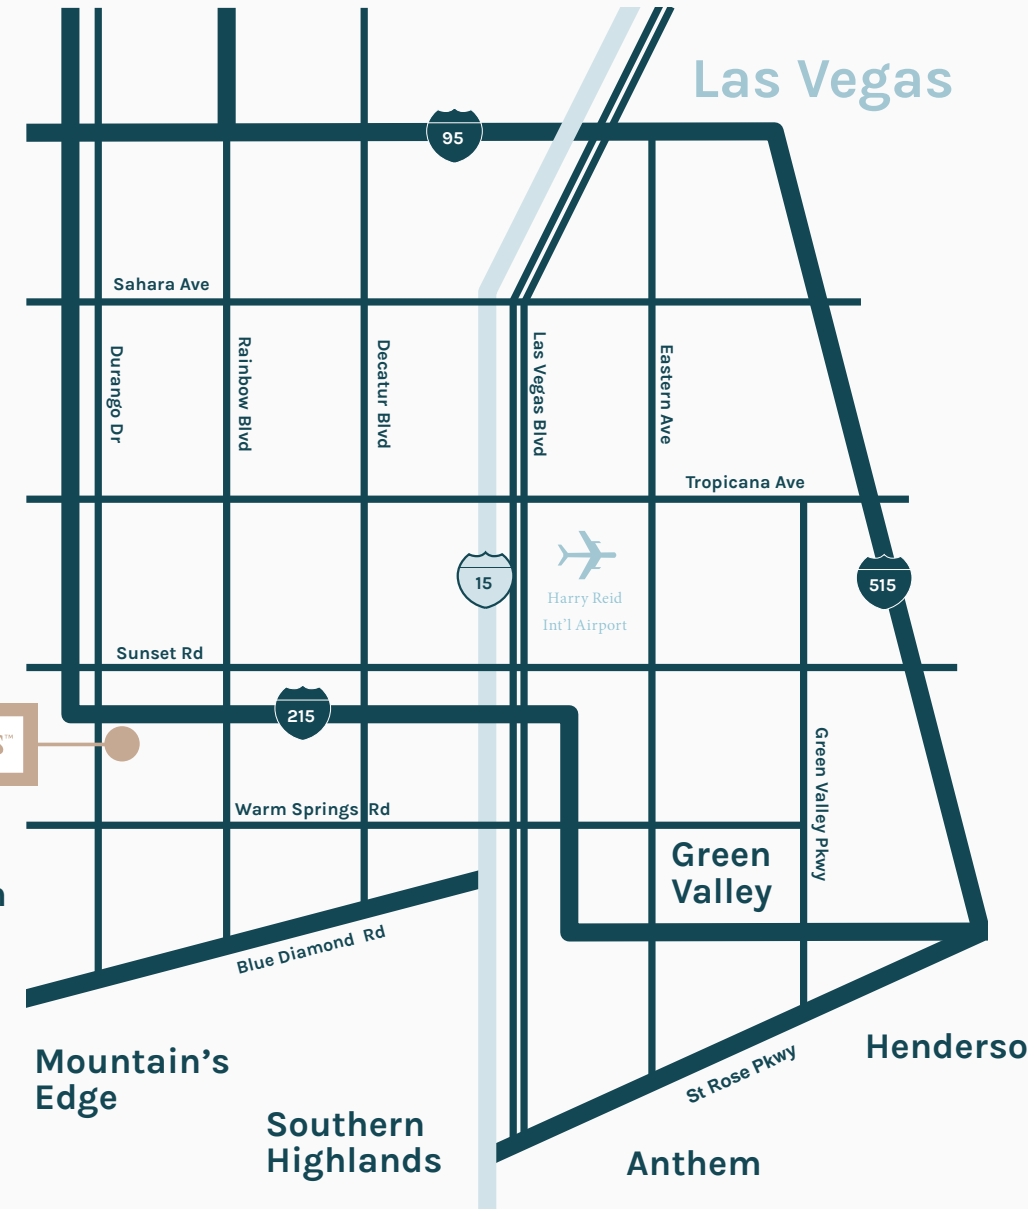 Las Vegas
95
Sahara Ave
Durango Dr
Rainbow Blvd
Decatur Blvd
Las Vegas Blvd
Eastern Ave
Tropicana Ave
15
Harry Reid
Int'l Airport
515
Sunset Rd
215
™
Green Valley Pkwy
Warm Springs Rd
Green
Valley
Blue Diamond Rd
Mountain's
Edge
Henderso
St Rose Pkwy
Southern
Highlands
Anthem